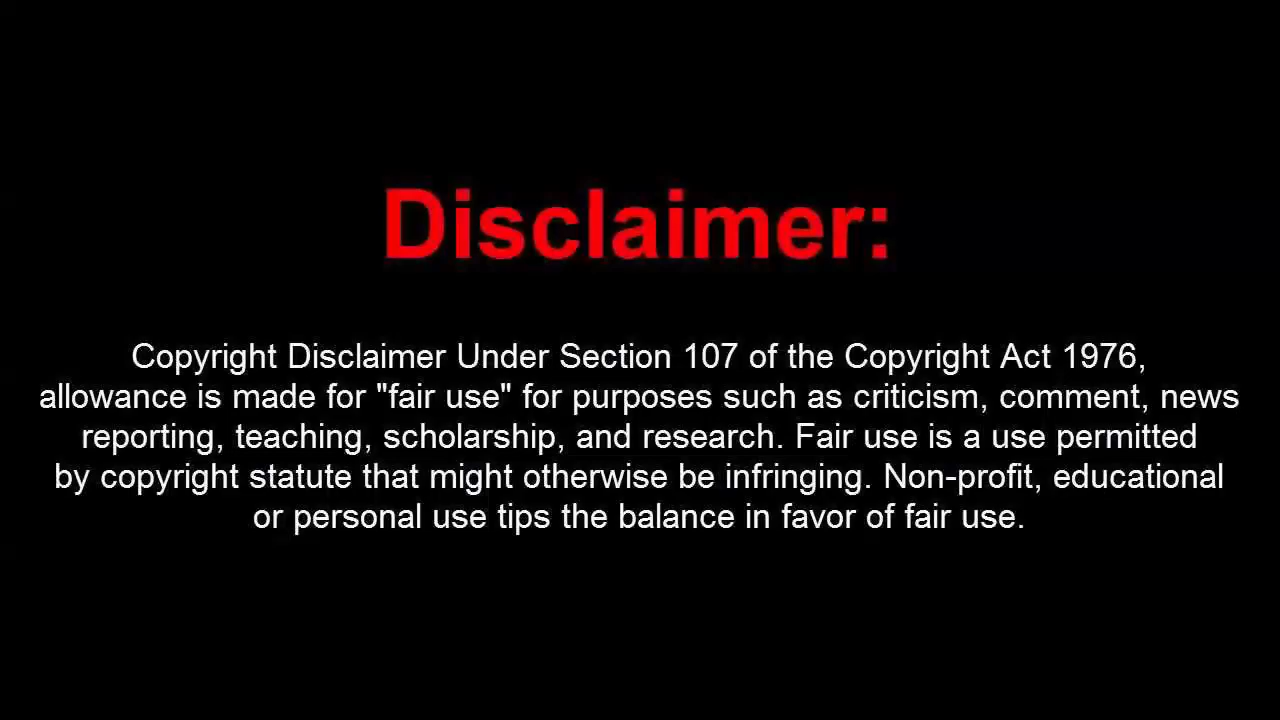 Disclaimer:
Copyright Disclaimer Under Section 107 of the Copyright Act 1976,
allowance is made for "fair use" for purposes such as criticism, comment, news
reporting, teaching, scholarship, and research. Fair use is a use permitted
by copyright statute that might otherwise be infringing. Non-profit, educational
or personal use tips the balance in favor of fair use.